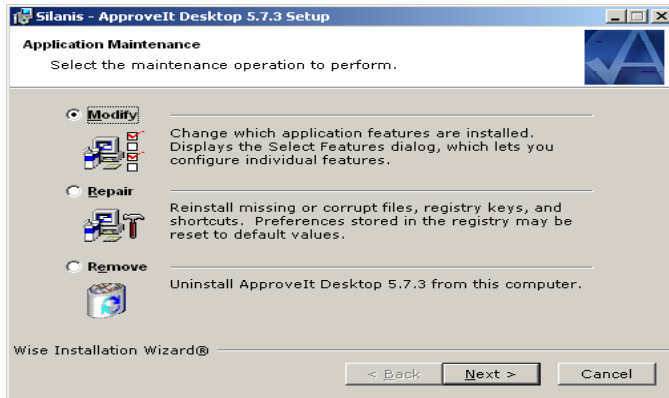 Silanis - ApproveIt Desktop 5.7.3 Setup
Application Maintenance
Select the maintenance operation to perform.
Modify
Change which application features are installed.
Displays the Select Features dialog, which lets you
configure individual features.
Repair
Reinstall missing or corrupt files, registry keys, and
shortcuts. Preferences stored in the registry may be
reset to default values.
Remove
Uninstall ApproveIt Desktop 5.7.3 from this computer.
Wise Installation Wizard®
< Back Next > Cancel